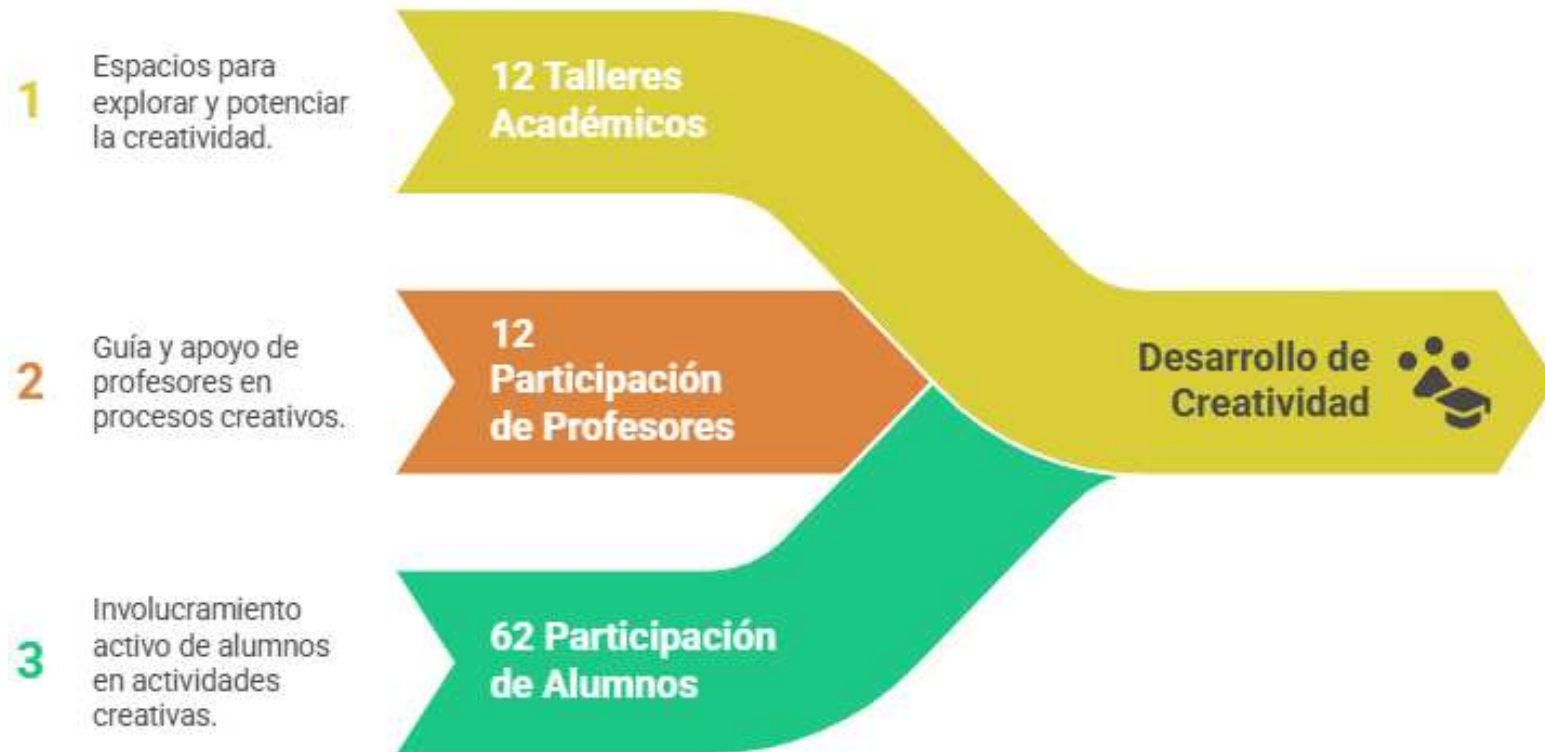 1
Espacios para
explorar y potenciar
la creatividad.
12 Talleres
Académicos
2
Guía y apoyo de
profesores en
procesos creativos.
12
Participación
de Profesores
Desarrollo de
Creatividad
3
Involucramiento
activo de alumnos
en actividades
creativas.
62 Participación
de Alumnos